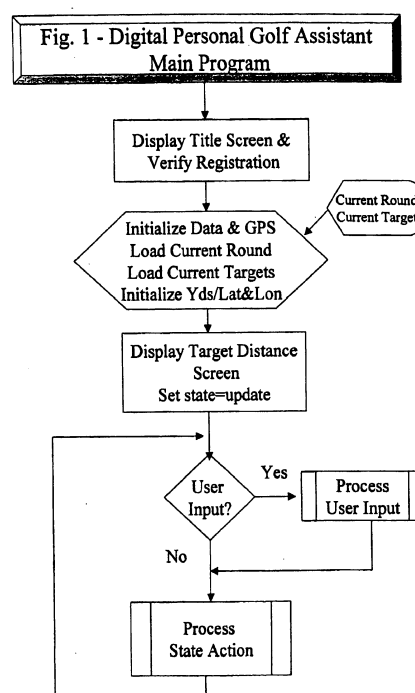 Fig. 1 - Digital Personal Golf Assistant
Main Program
Display Title Screen &
Verify Registration
Current Round
Current Target
Initialize Data & GPS
Load Current Round
Load Current Targets
Initialize Yds/Lat&Lon
Display Target Distance
Screen
Set state=update
User
Input?
Yes
Process
User Input
No
Process
State Action